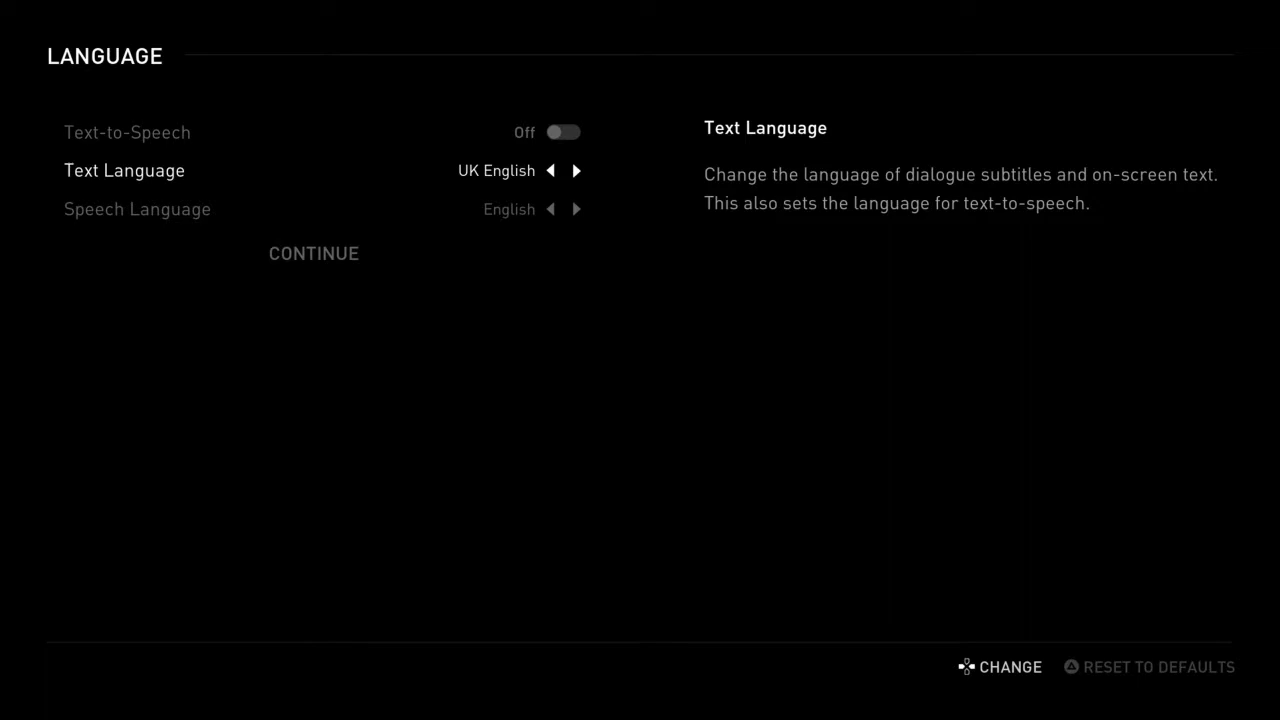 LANGUAGE
Text-to-Speech Off
Text Language UK English
Speech Language English
CONTINUE
Text Language
Change the language of dialogue subtitles and on-screen text.
This also sets the language for text-to-speech.
CHANGE RESET TO DEFAULTS